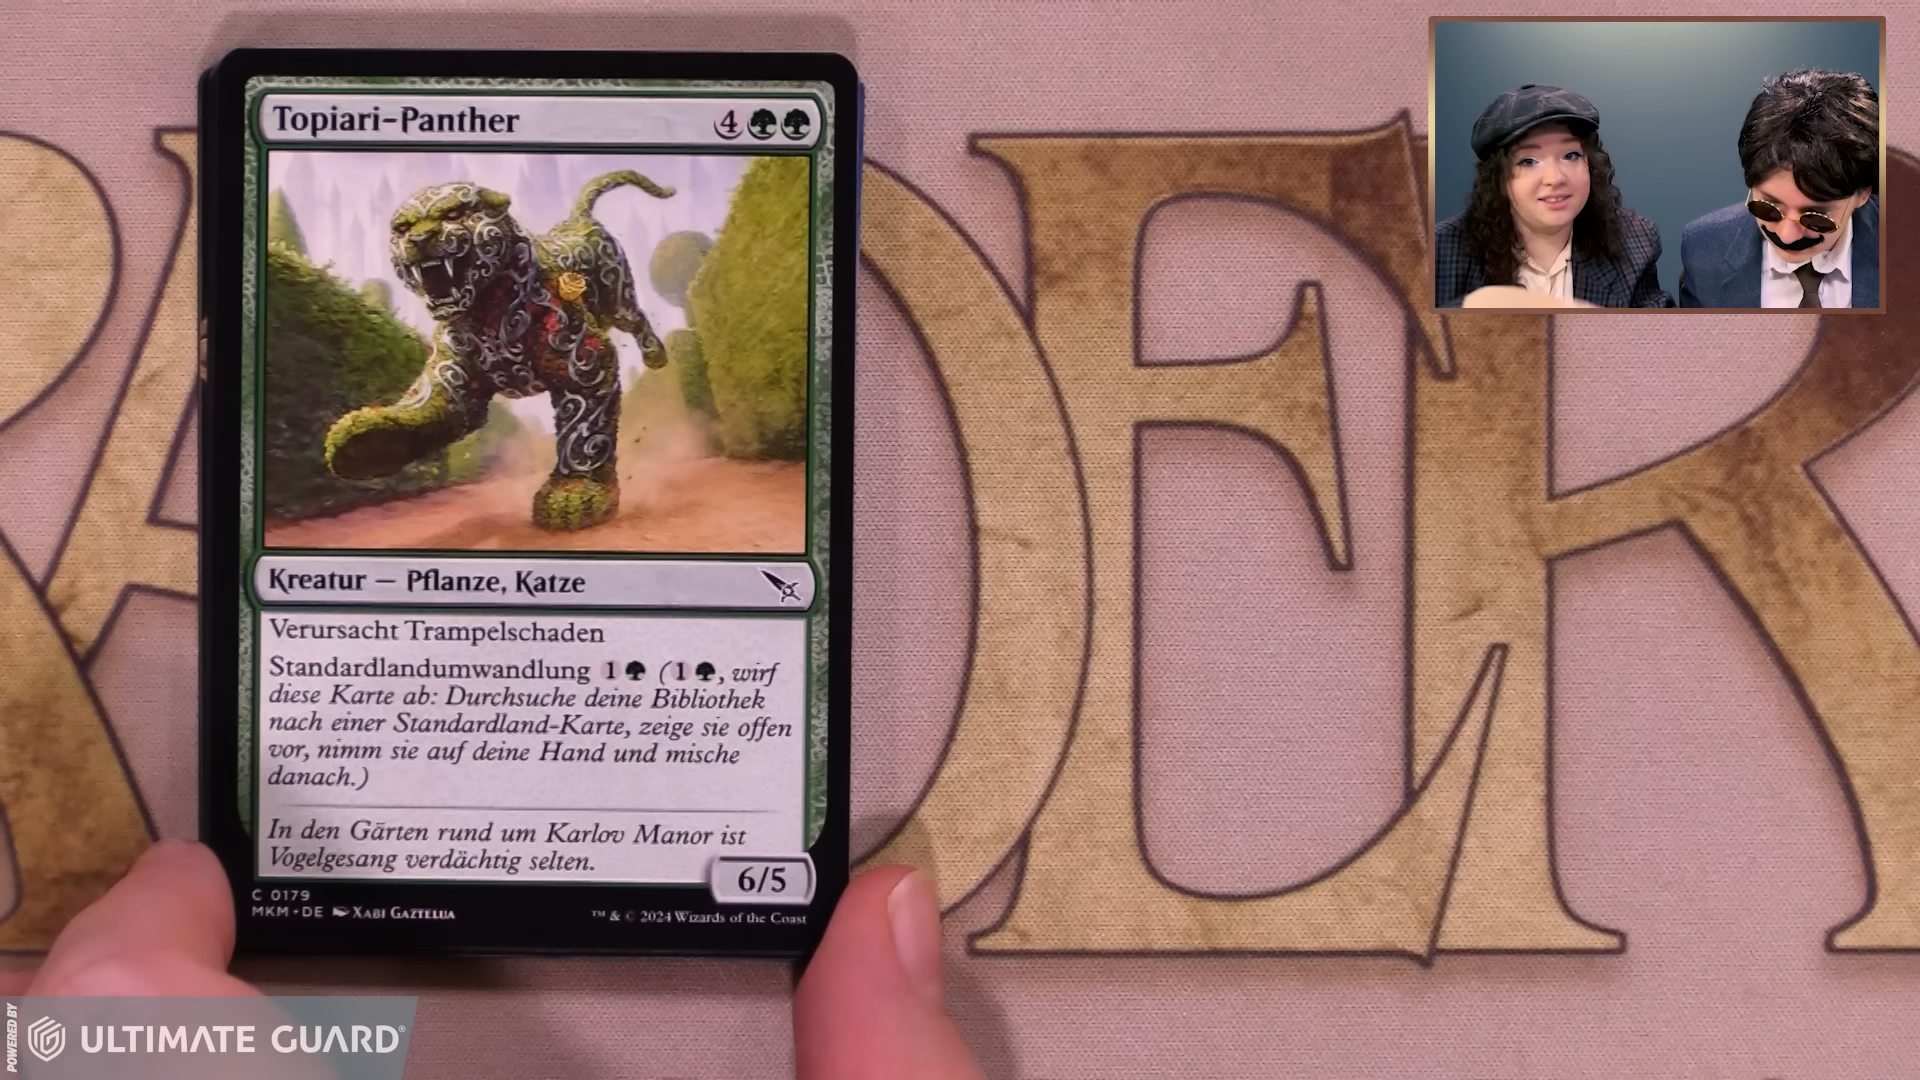 Topiari-Panther 4
Kreatur — Pflanze, Katze
Verursacht Trampelschaden
Standardlandumwandlung 1 (1, wirf
diese Karte ab: Durchsuche deine Bibliothek
nach einer Standardland-Karte, zeige sie offen
vor, nimm sie auf deine Hand und mische
danach.)
In den Gärten rund um Karlov Manor ist
Vogelgesang verdächtig selten.
6/5
C 0179
MKM • DE XABI GAZTELUA
™ & © 2024 Wizards of the Coast
POWERED BY
ULTIMATE GUARD®